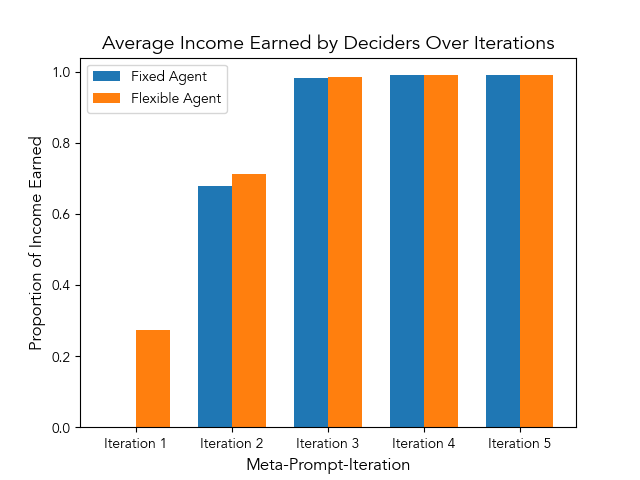 Average Income Earned by Deciders Over Iterations
Fixed Agent
Flexible Agent
Proportion of Income Earned
1.0
0.8
0.6
0.4
0.2
0.0
Iteration 1
Iteration 2
Iteration 3
Iteration 4
Iteration 5
Meta-Prompt-Iteration